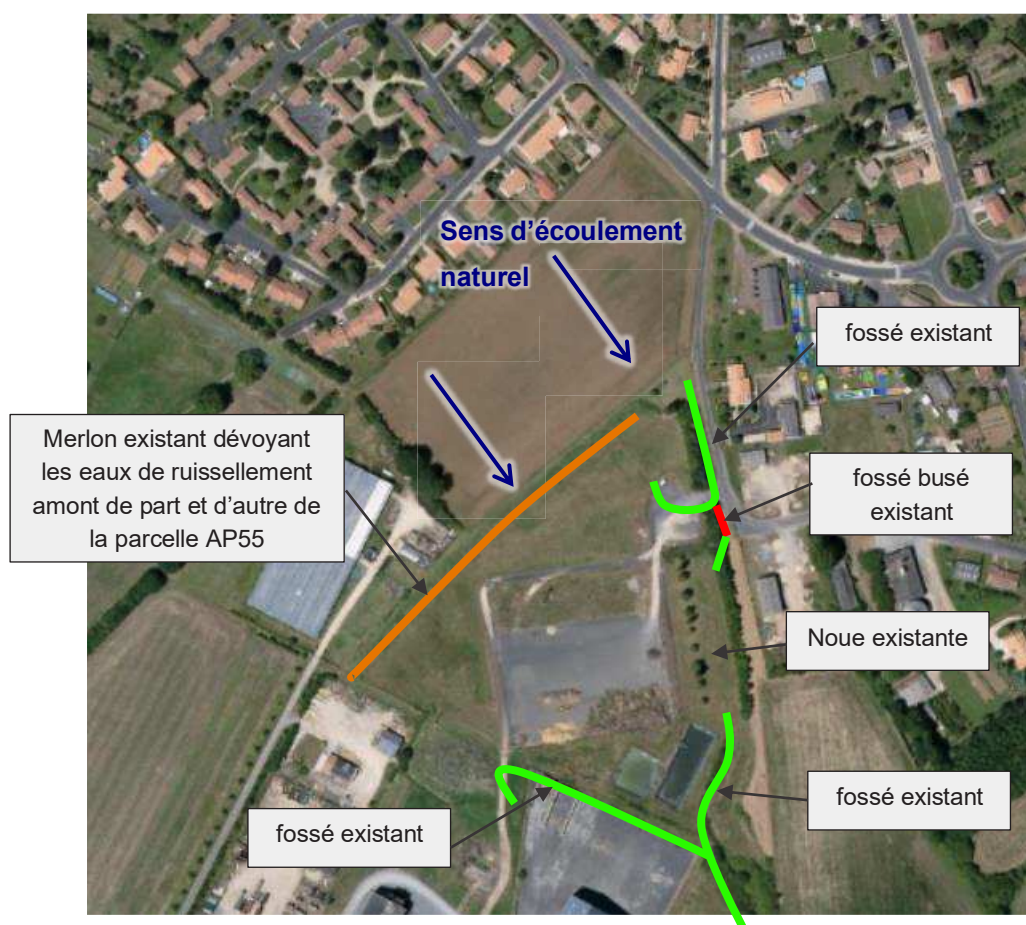 Sens d'écoulement
naturel
fossé existant
Merlon existant dévoyant
les eaux de ruissellement
amont de part et d'autre de
la parcelle AP55
fossé busé
existant
Noue existante
fossé existant
fossé existant